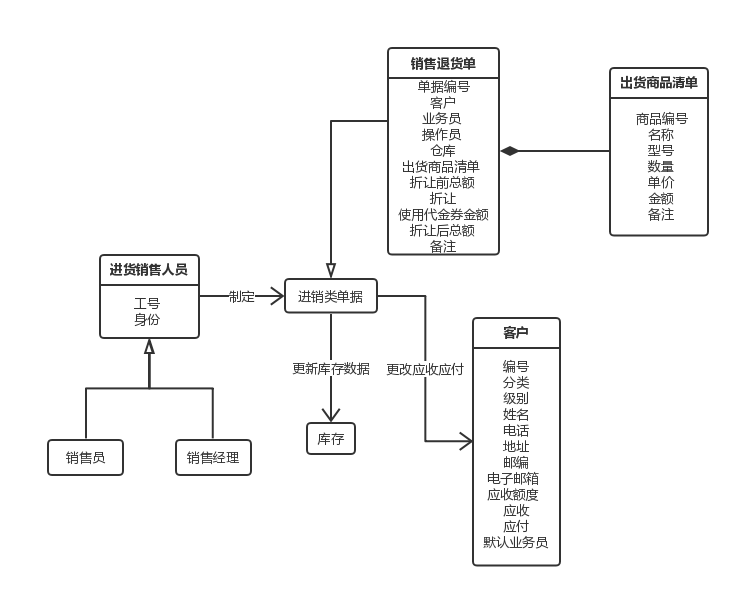 销售退货单
单据编号
客户
业务员
操作员
仓库
出货商品清单
折让前总额
折让
使用代金券金额
折让后总额
备注
出货商品清单
商品编号
名称
型号
数量
单价
金额
备注
进货销售人员
工号
身份
制定
进销类单据
更新库存数据
更改应收应付
库存
销售员
销售经理
客户
编号
分类
级别
姓名
电话
地址
邮编
电子邮箱
应收额度
应收
应付
默认业务员